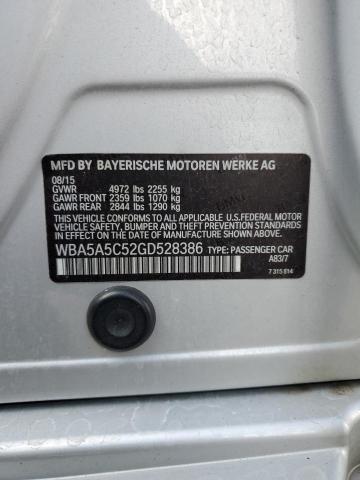 MFD BY BAYERISCHE MOTOREN WERKE AG
08/15
GVWR 4972 lbs 2255 kg
GAWR FRONT 2359 lbs 1070 kg
GAWR REAR 2844 lbs 1290 kg
THIS VEHICLE CONFORMS TO ALL APPLICABLE
U.S.FEDERAL MOTOR
VEHICLE SAFETY, BUMPER, AND THEFT PREVENTION
STANDARDS IN EFFECT ON THE DATE OF
MANUFACTURE SHOWN ABOVE.
WBA5A5C52GD528386 TYPE: PASSENGER CAR
A83/7
7 315 814